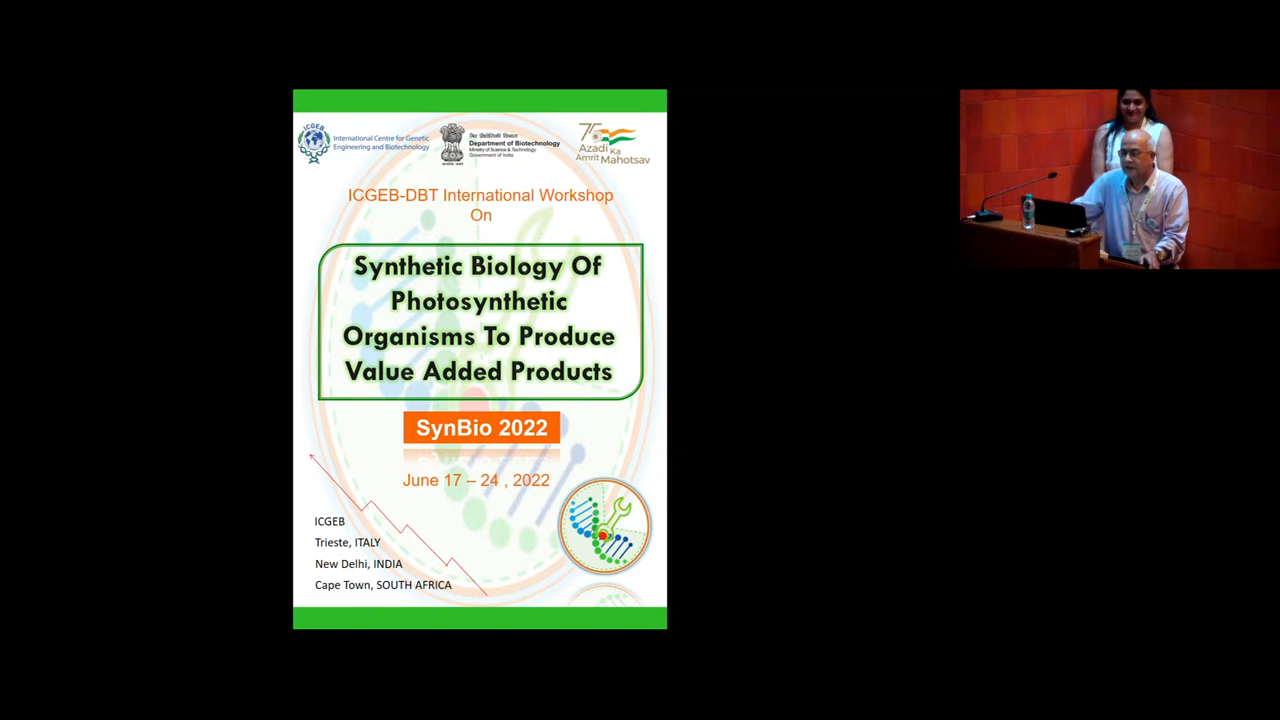 ICGEB
International Centre for Genetic
Engineering and Biotechnology
Department of Biotechnology
Ministry of Science & Technology
Government of India
75
Azadi Ka
Amrit Mahotsav
ICGEB-DBT International Workshop
On
Synthetic Biology Of
Photosynthetic
Organisms To Produce
Value Added Products
SynBio 2022
June 17 – 24 , 2022
ICGEB
Trieste, ITALY
New Delhi, INDIA
Cape Town, SOUTH AFRICA